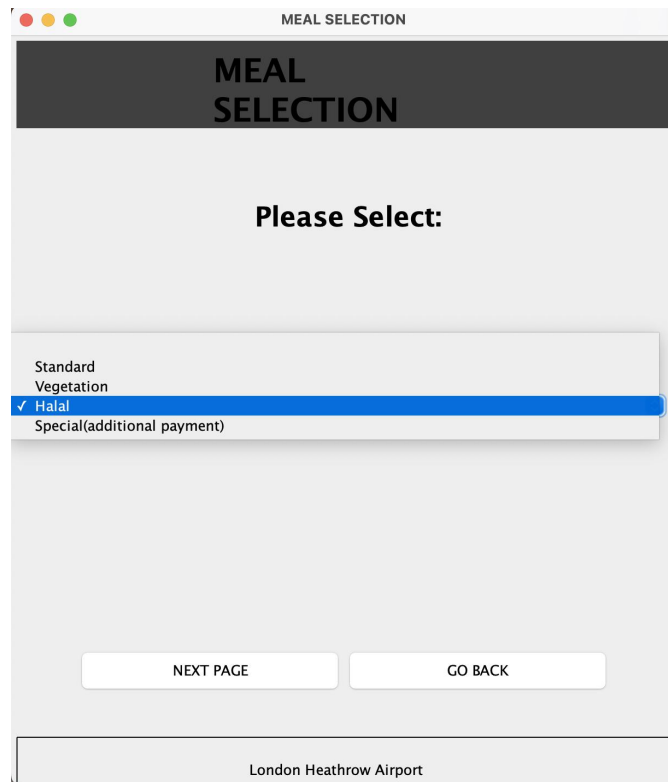 MEAL SELECTION
MEAL
SELECTION
Please Select:
Standard
Vegetation
✓ Halal
Special(additional payment)
NEXT PAGE
GO BACK
London Heathrow Airport